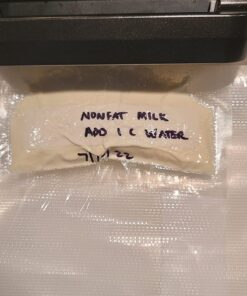 NONFAT MILK
ADD 1 C WATER
7/1/22